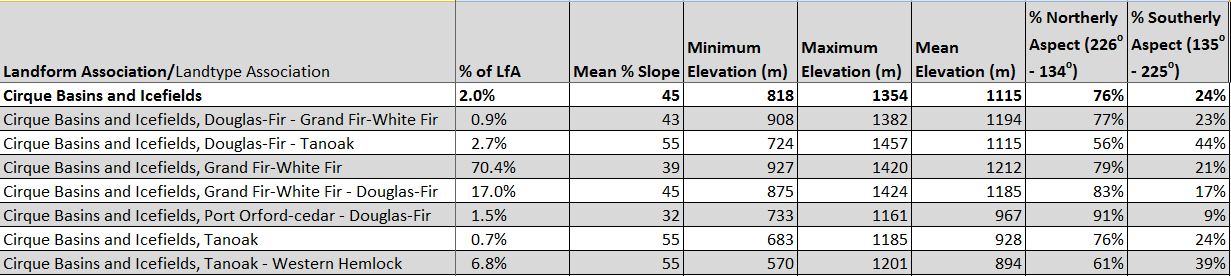 Landform Association/Landtype Association % of LfA Mean % Slope Minimum Elevation (m) Maximum Elevation (m) Mean Elevation (m) % Northerly Aspect (226° - 134°) % Southerly Aspect (135° - 225°)
Cirque Basins and Icefields 2.0% 45 818 1354 1115 76% 24%
Cirque Basins and Icefields, Douglas-Fir - Grand Fir-White Fir 0.9% 43 908 1382 1194 77% 23%
Cirque Basins and Icefields, Douglas-Fir - Tanoak 2.7% 55 724 1457 1115 56% 44%
Cirque Basins and Icefields, Grand Fir-White Fir 70.4% 39 927 1420 1212 79% 21%
Cirque Basins and Icefields, Grand Fir-White Fir - Douglas-Fir 17.0% 45 875 1424 1185 83% 17%
Cirque Basins and Icefields, Port Orford-cedar - Douglas-Fir 1.5% 32 733 1161 967 91% 9%
Cirque Basins and Icefields, Tanoak 0.7% 55 683 1185 928 76% 24%
Cirque Basins and Icefields, Tanoak - Western Hemlock 6.8% 55 570 1201 894 61% 39%